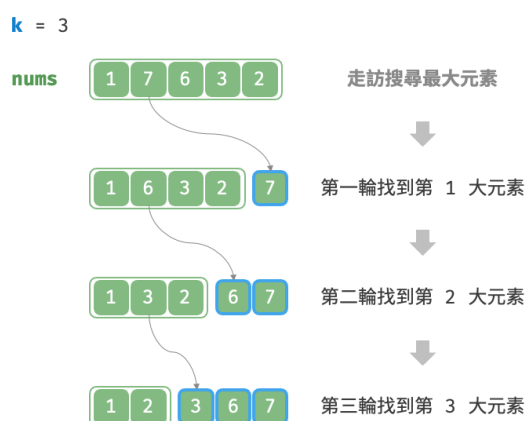 k = 3
nums 1 7 6 3 2 走訪搜尋最大元素
1 6 3 2 7 第一輪找到第 1 大元素
1 3 2 6 7 第二輪找到第 2 大元素
1 2 3 6 7 第三輪找到第 3 大元素